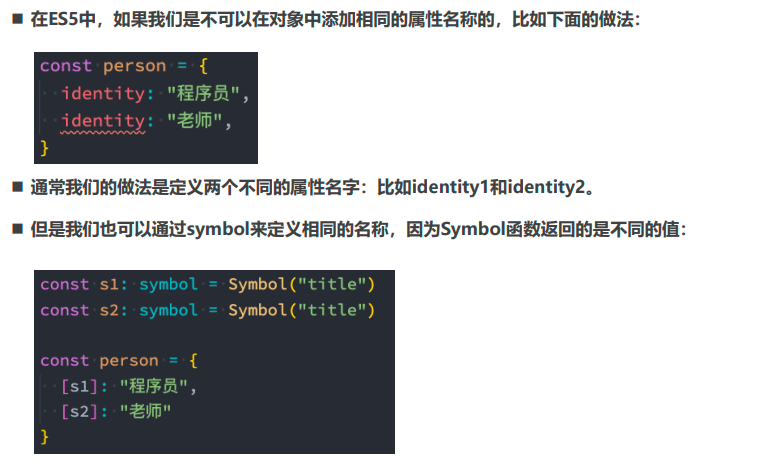 ■ 在ES5中，如果我们是不可以在对象中添加相同的属性名称的，比如下面的做法：
const person = {
  identity: "程序员",
  identity: "老师",
}
■ 通常我们的做法是定义两个不同的属性名字：比如identity1和identity2。
■ 但是我们也可以通过symbol来定义相同的名称，因为Symbol函数返回的是不同的值：
const s1: symbol = Symbol("title")
const s2: symbol = Symbol("title")
const person = {
  [s1]: "程序员",
  [s2]: "老师"
}